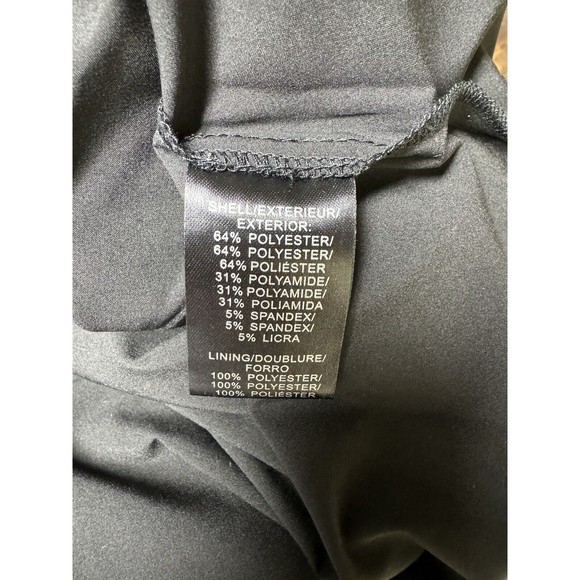 SHELL/EXTERIEUR/
EXTERIOR:
64% POLYESTER/
64% POLYESTER/
64% POLIÉSTER
31% POLYAMIDE/
31% POLYAMIDE/
31% POLIAMIDA
5% SPANDEX/
5% SPANDEX/
5% LICRA
LINING/DOUBLURE/
FORRO
100% POLYESTER/
100% POLYESTER/
100% POLIÉSTER